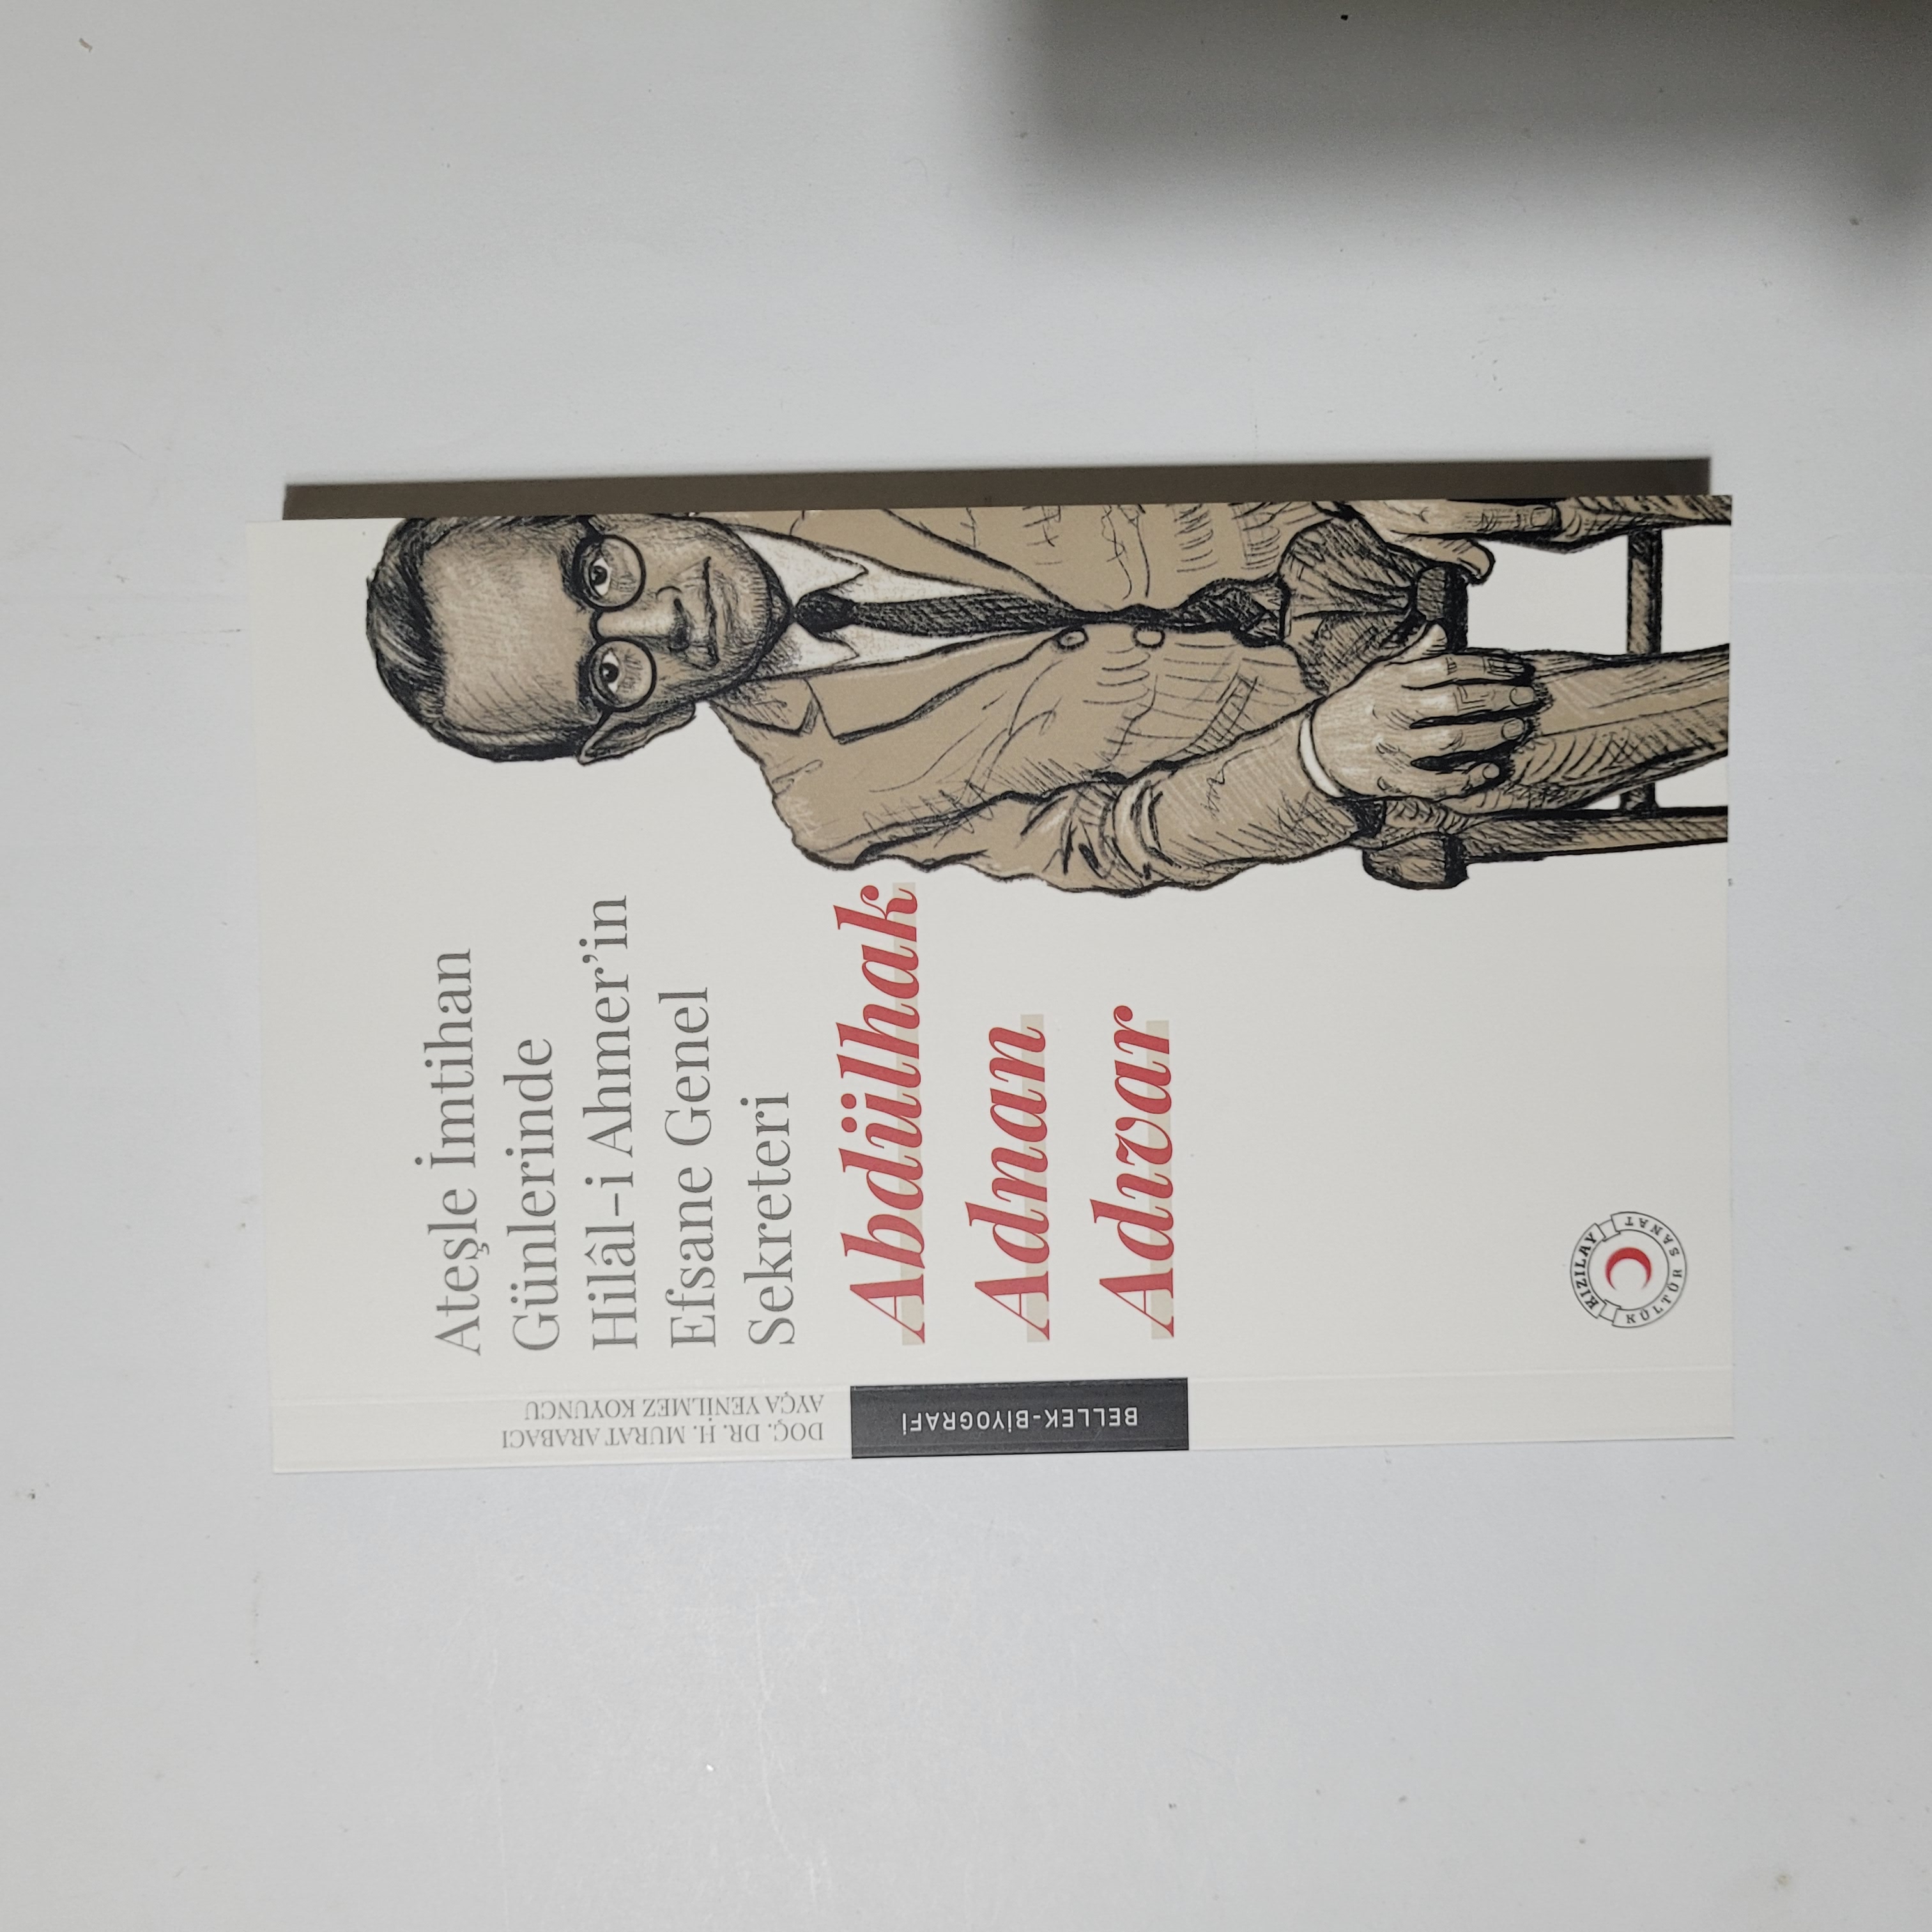 Ateşle İmtihan
Günlerinde
Hilâl-i Ahmer’in
Efsane Genel
Sekreteri
Abdülhak
Adnan
Adıvar
DOÇ. DR. H. MURAT ARABACI
AYÇA YENİLMEZ KOYUNCU
BELLEK-BİYOGRAFİ
KIZILAY
KÜLTÜR
SANAT